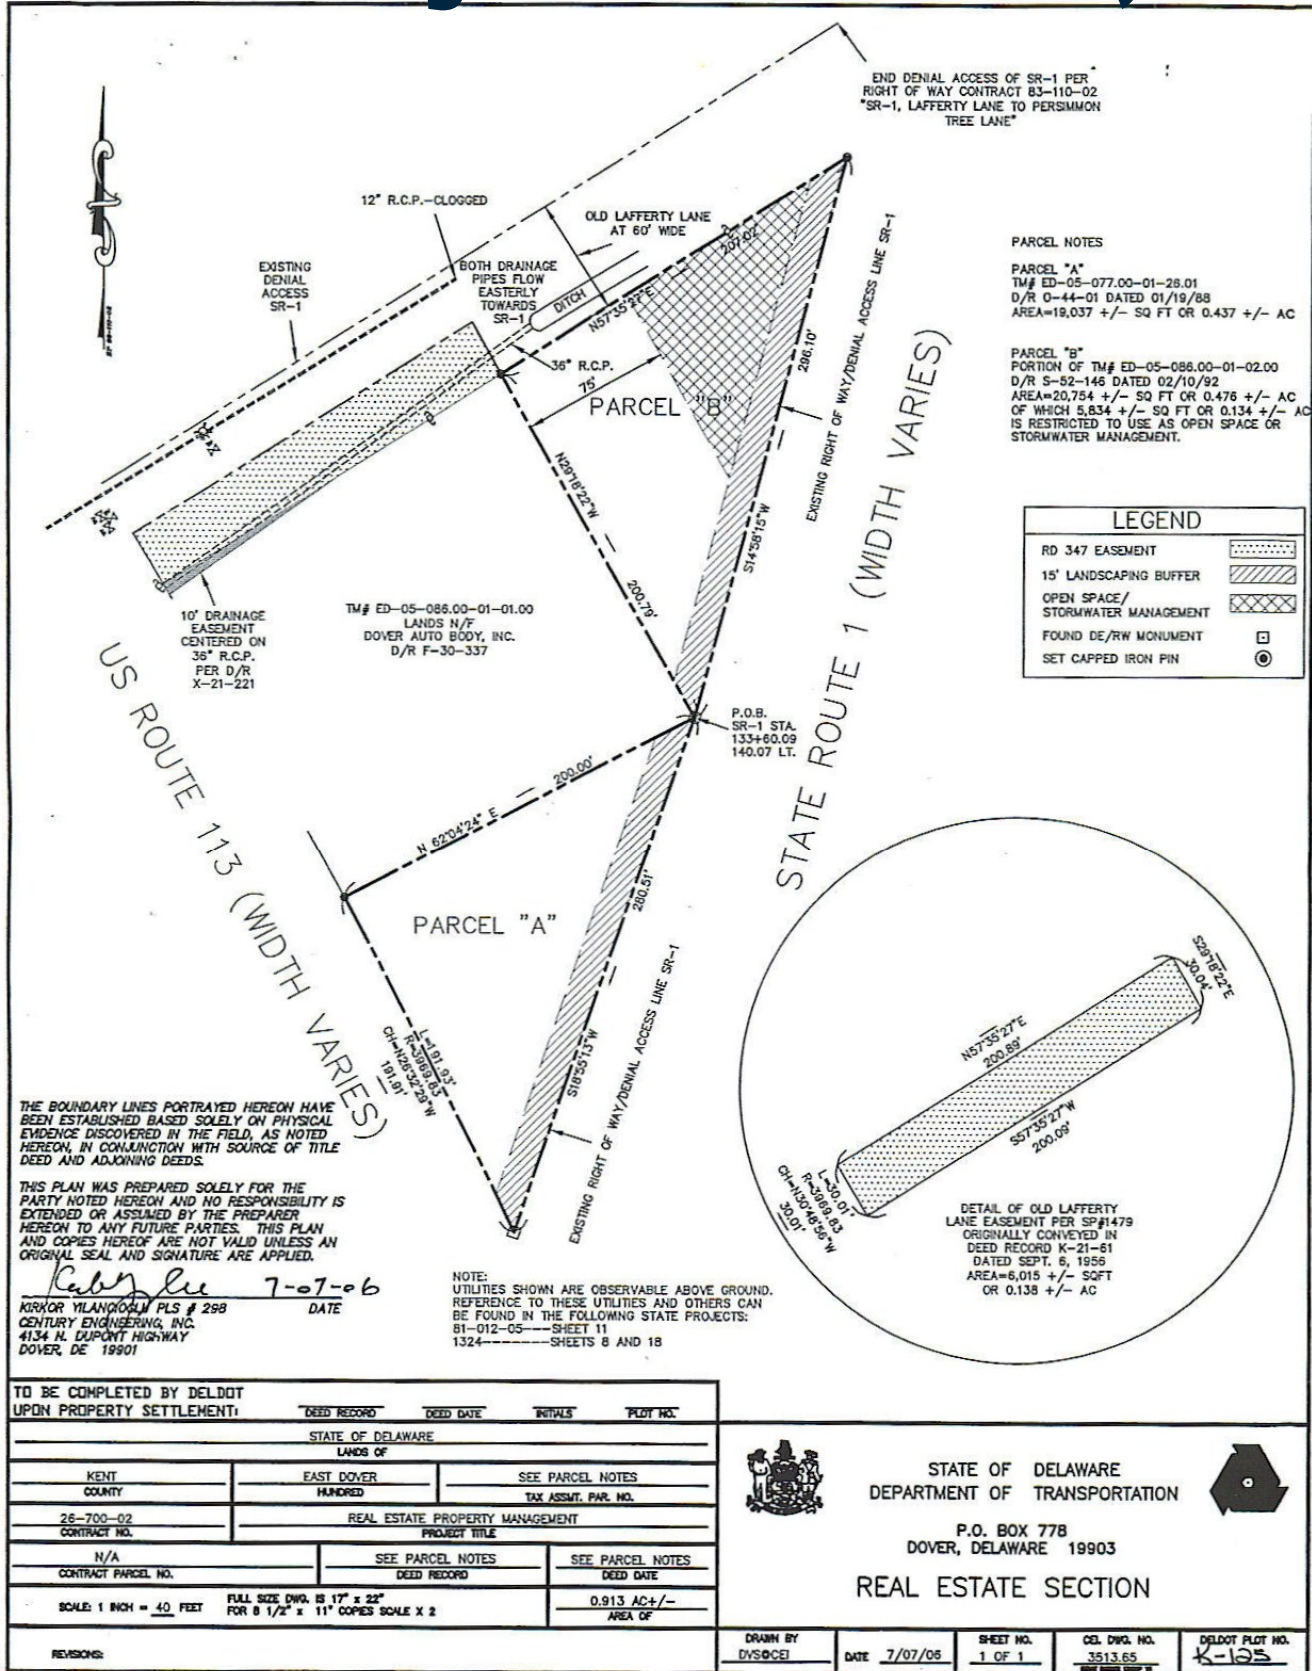 END DENIAL ACCESS OF SR-1 PER
RIGHT OF WAY CONTRACT 83-110-02
"SR-1, LAFFERTY LANE TO PERSIMMON
TREE LANE"
12" R.C.P.-CLOGGED
OLD LAFFERTY LANE
AT 60' WIDE
EXISTING
DENIAL
ACCESS
SR-1
BOTH DRAINAGE
PIPES FLOW
EASTERLY
TOWARDS
SR-1
DITCH
N57°35'27"E
207.02'
36" R.C.P.
75'
PARCEL "B"
296.10'
S14°58'15"W
EXISTING RIGHT OF WAY/DENIAL ACCESS LINE SR-1
N29°18'22"W
200.79'
PARCEL NOTES
PARCEL "A"
TM# ED-05-077.00-01-26.01
D/R O-44-01 DATED 01/19/88
AREA=19,037 +/- SQ FT OR 0.437 +/- AC
PARCEL "B"
PORTION OF TM# ED-05-086.00-01-02.00
D/R S-52-146 DATED 02/10/92
AREA=20,754 +/- SQ FT OR 0.476 +/- AC
OF WHICH 5,834 +/- SQ FT OR 0.134 +/- AC
IS RESTRICTED TO USE AS OPEN SPACE OR
STORMWATER MANAGEMENT.
LEGEND
RD 347 EASEMENT
15' LANDSCAPING BUFFER
OPEN SPACE/
STORMWATER MANAGEMENT
FOUND DE/RW MONUMENT
SET CAPPED IRON PIN
10' DRAINAGE
EASEMENT
CENTERED ON
36" R.C.P.
PER D/R
X-21-221
TM# ED-05-086.00-01-01.00
LANDS N/F
DOVER AUTO BODY, INC.
D/R F-30-337
US ROUTE 113 (WIDTH VARIES)
STATE ROUTE 1 (WIDTH VARIES)
P.O.B.
SR-1 STA.
133+60.09
140.07 LT.
200.00'
N 62°04'24" E
PARCEL "A"
280.51'
S18°55'13"W
EXISTING RIGHT OF WAY/DENIAL ACCESS LINE SR-1
L=191.93'
R=3969.83'
CH=N26°32'29"W
191.91'
S29°18'22"E
30.04'
N57°35'27"E
200.89'
S57°35'27"W
200.09'
L=30.01'
R=3969.83
CH=N30°48'56"W
30.01'
DETAIL OF OLD LAFFERTY
LANE EASEMENT PER SP#1479
ORIGINALLY CONVEYED IN
DEED RECORD K-21-61
DATED SEPT. 6, 1956
AREA=6,015 +/- SQFT
OR 0.138 +/- AC
THE BOUNDARY LINES PORTRAYED HEREON HAVE
BEEN ESTABLISHED BASED SOLELY ON PHYSICAL
EVIDENCE DISCOVERED IN THE FIELD, AS NOTED
HEREON, IN CONJUNCTION WITH SOURCE OF TITLE
DEED AND ADJOINING DEEDS.
THIS PLAN WAS PREPARED SOLELY FOR THE
PARTY NOTED HEREON AND NO RESPONSIBILITY IS
EXTENDED OR ASSUMED BY THE PREPARER
HEREON TO ANY FUTURE PARTIES. THIS PLAN
AND COPIES HEREOF ARE NOT VALID UNLESS AN
ORIGINAL SEAL AND SIGNATURE ARE APPLIED.
7-07-06
KIRKOR YILANCIOGLU PLS # 298 DATE
CENTURY ENGINEERING, INC.
4134 N. DUPONT HIGHWAY
DOVER, DE 19901
NOTE:
UTILITIES SHOWN ARE OBSERVABLE ABOVE GROUND.
REFERENCE TO THESE UTILITIES AND OTHERS CAN
BE FOUND IN THE FOLLOWING STATE PROJECTS:
81-012-05---SHEET 11
1324--------SHEETS 8 AND 18
TO BE COMPLETED BY DELDOT
UPON PROPERTY SETTLEMENT: DEED RECORD DEED DATE INITIALS PLOT NO.
STATE OF DELAWARE
LANDS OF
KENT EAST DOVER SEE PARCEL NOTES
COUNTY HUNDRED TAX ASSMT. PAR. NO.
26-700-02 REAL ESTATE PROPERTY MANAGEMENT
CONTRACT NO. PROJECT TITLE
N/A SEE PARCEL NOTES SEE PARCEL NOTES
CONTRACT PARCEL NO. DEED RECORD DEED DATE
SCALE: 1 INCH = 40 FEET
FULL SIZE DWG. IS 17" x 22"
FOR 8 1/2" x 11" COPIES SCALE X 2
0.913 AC+/-
AREA OF
REVISIONS:
STATE OF DELAWARE
DEPARTMENT OF TRANSPORTATION
P.O. BOX 778
DOVER, DELAWARE 19903
REAL ESTATE SECTION
DRAWN BY
DVS@CEI
DATE 7/07/06
SHEET NO.
1 OF 1
CEI. DWG. NO.
3513.65
DELDOT PLOT NO.
K-125